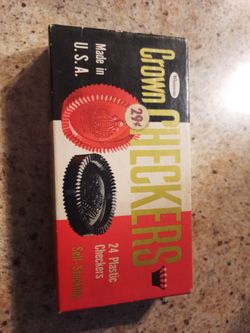 Crown CHECKERS
29¢
Made in
U.S.A.
24 Plastic
Checkers
Self-Stacking